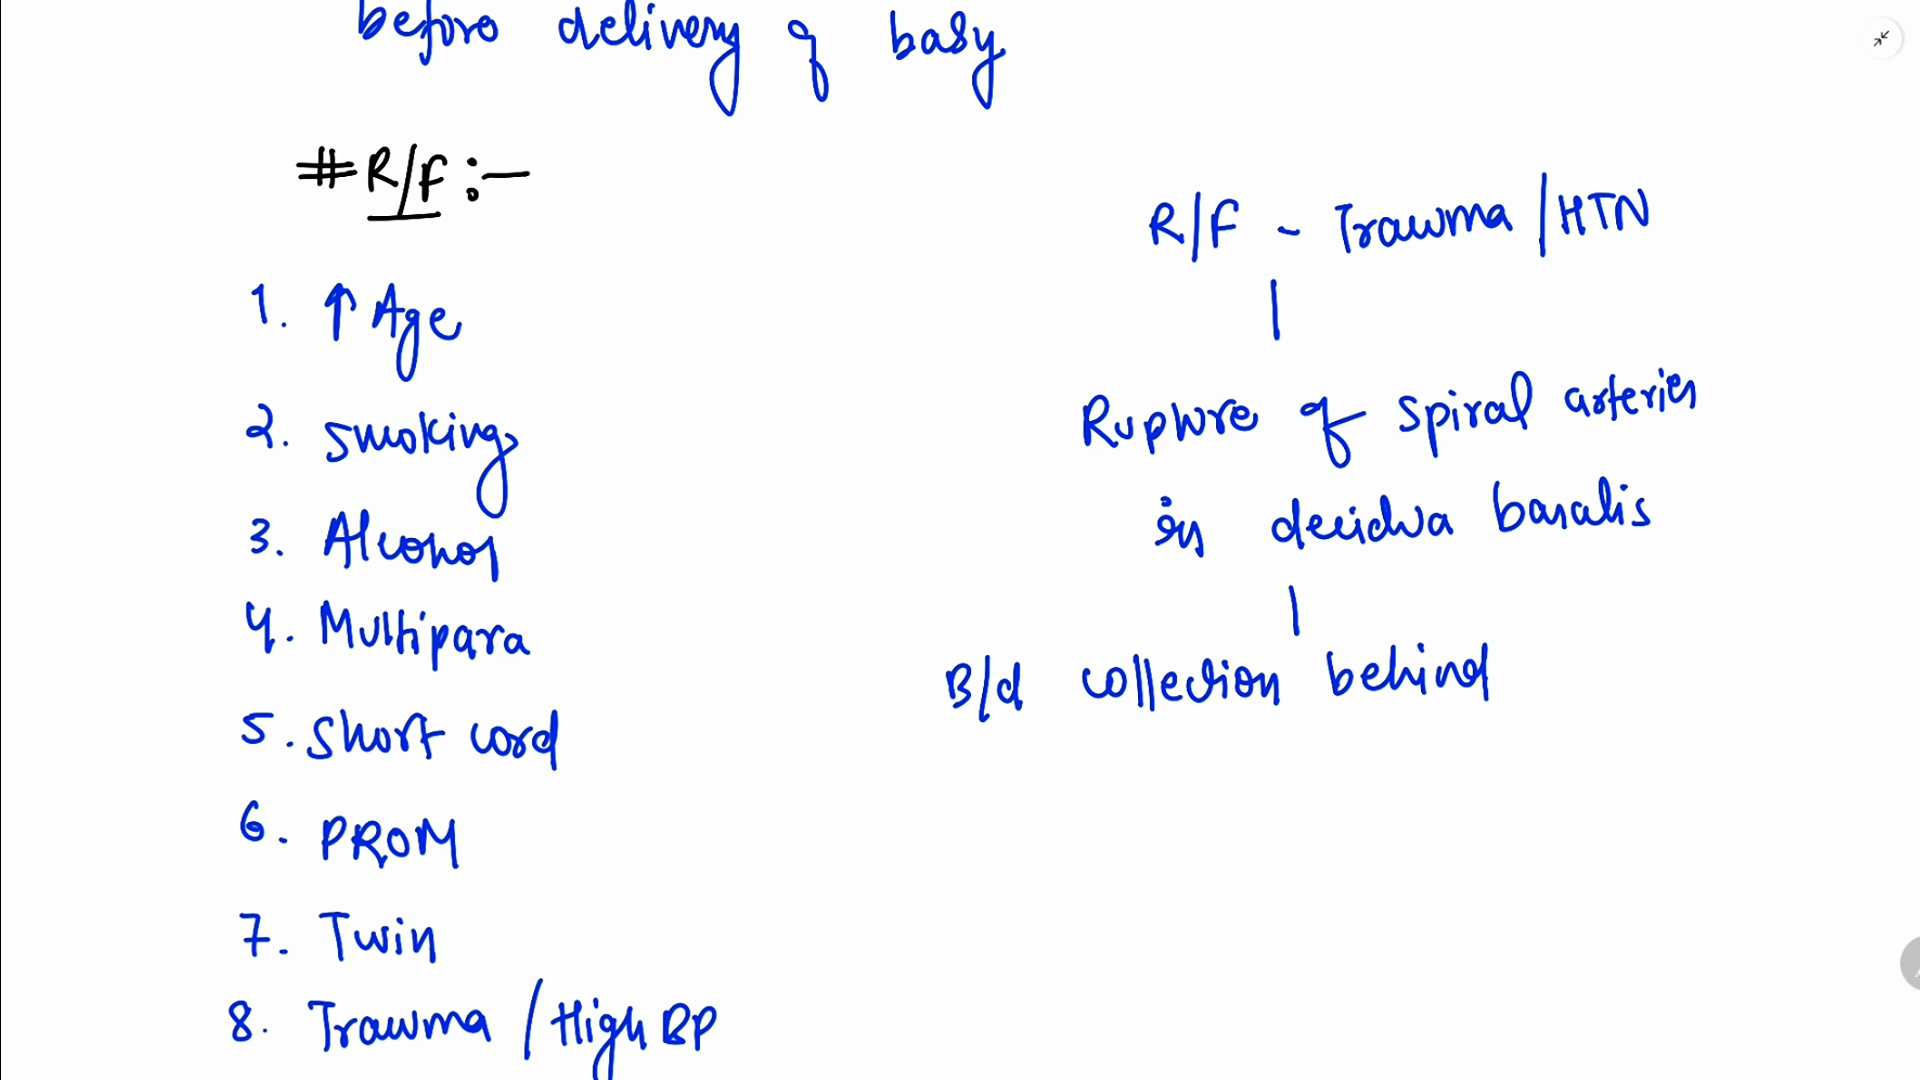 before delivery of baby
#R/F:-
1. ↑ Age
2. Smoking
3. Alcohol
4. Multipara
5. Short cord
6. PROM
7. Twin
8. Trauma / High BP
R/F - Trauma / HTN
|
Rupture of spiral arteries
in decidua basalis
|
B/d collection behind